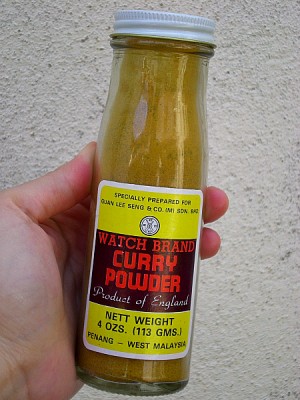 SPECIALLY PREPARED FOR
GUAN LEE SENG & CO. (M) SDN. BHD.
WATCH BRAND
CURRY
POWDER
Product of England
NETT WEIGHT
4 OZS. (113 GMS.)
PENANG - WEST MALAYSIA